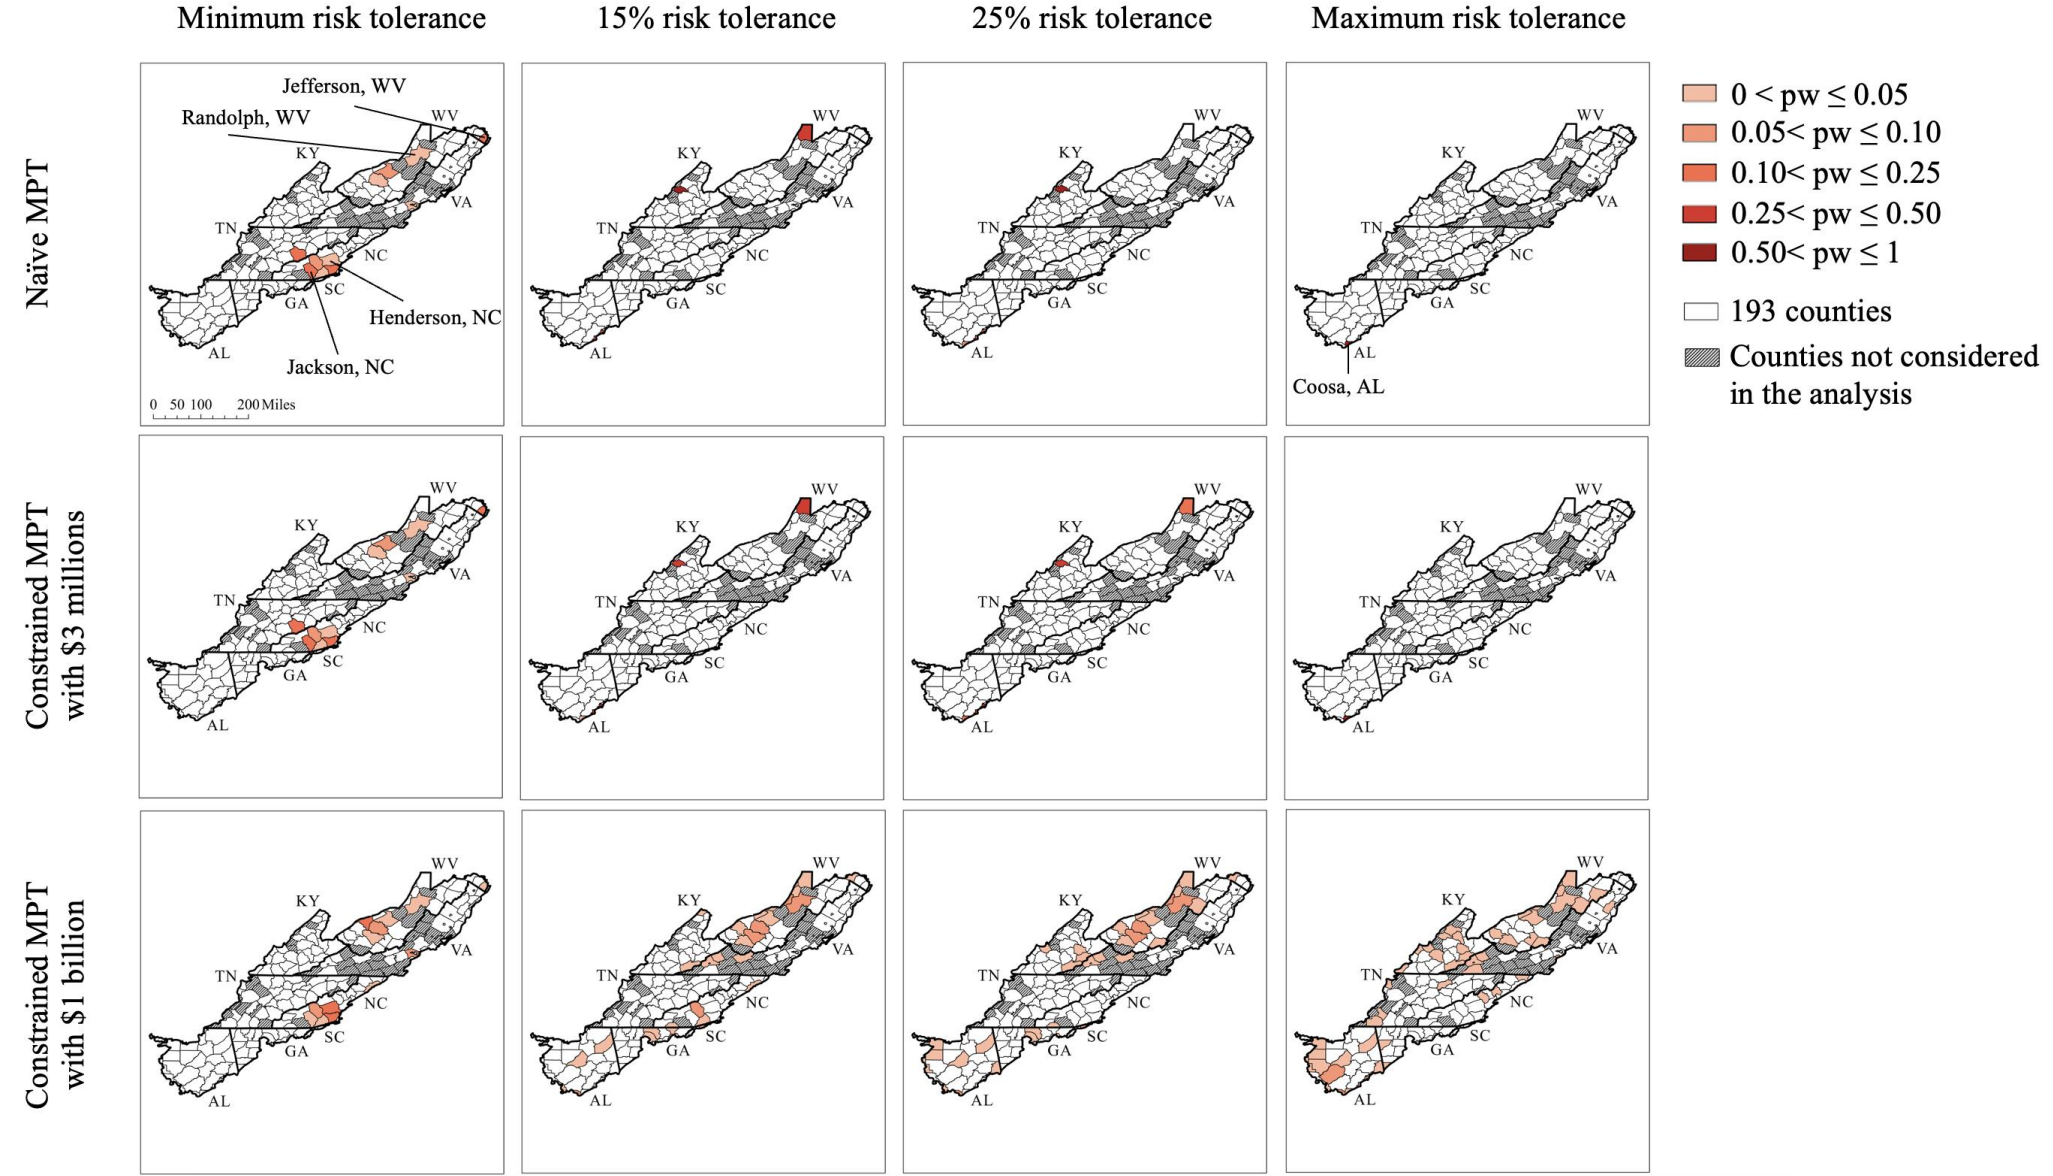 Minimum risk tolerance
15% risk tolerance
25% risk tolerance
Maximum risk tolerance
Naïve MPT
Jefferson, WV
Randolph, WV
WV
KY
VA
TN
NC
SC
GA
Henderson, NC
AL
Jackson, NC
0 50 100 200 Miles
WV
KY
VA
TN
NC
SC
GA
AL
WV
KY
VA
TN
NC
SC
GA
AL
WV
KY
VA
TN
NC
SC
GA
AL
Coosa, AL
0 < pw ≤ 0.05
0.05< pw ≤ 0.10
0.10< pw ≤ 0.25
0.25< pw ≤ 0.50
0.50< pw ≤ 1
193 counties
Counties not considered
in the analysis
Constrained MPT
with $3 millions
WV
KY
VA
TN
NC
SC
GA
AL
WV
KY
VA
TN
NC
SC
GA
AL
WV
KY
VA
TN
NC
SC
GA
AL
WV
KY
VA
TN
NC
SC
GA
AL
Constrained MPT
with $1 billion
WV
KY
VA
TN
NC
SC
GA
AL
WV
KY
VA
TN
NC
SC
GA
AL
WV
KY
VA
TN
NC
SC
GA
AL
WV
KY
VA
TN
NC
SC
GA
AL